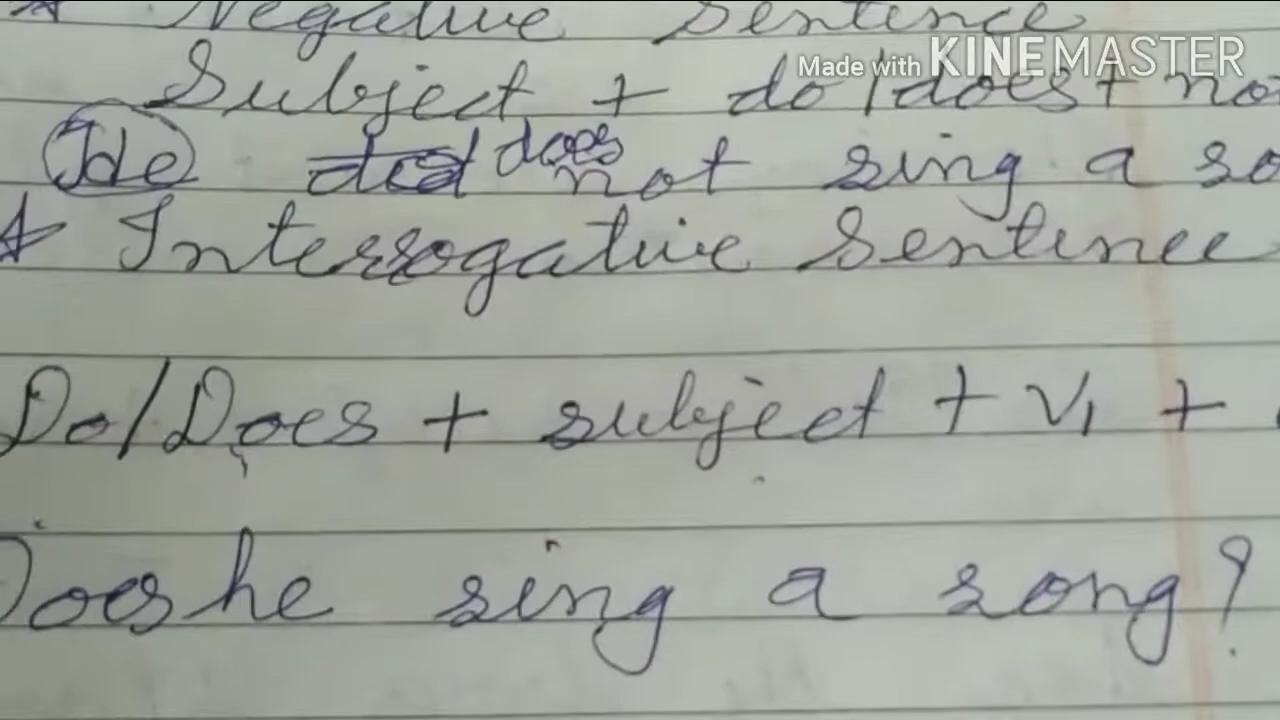 * Negative Sentence
Made with KINEMASTER
Subject + do/does + not
He did does not sing a so
* Interrogative Sentence
Do/Does + subject + V1 +
Does he sing a song?